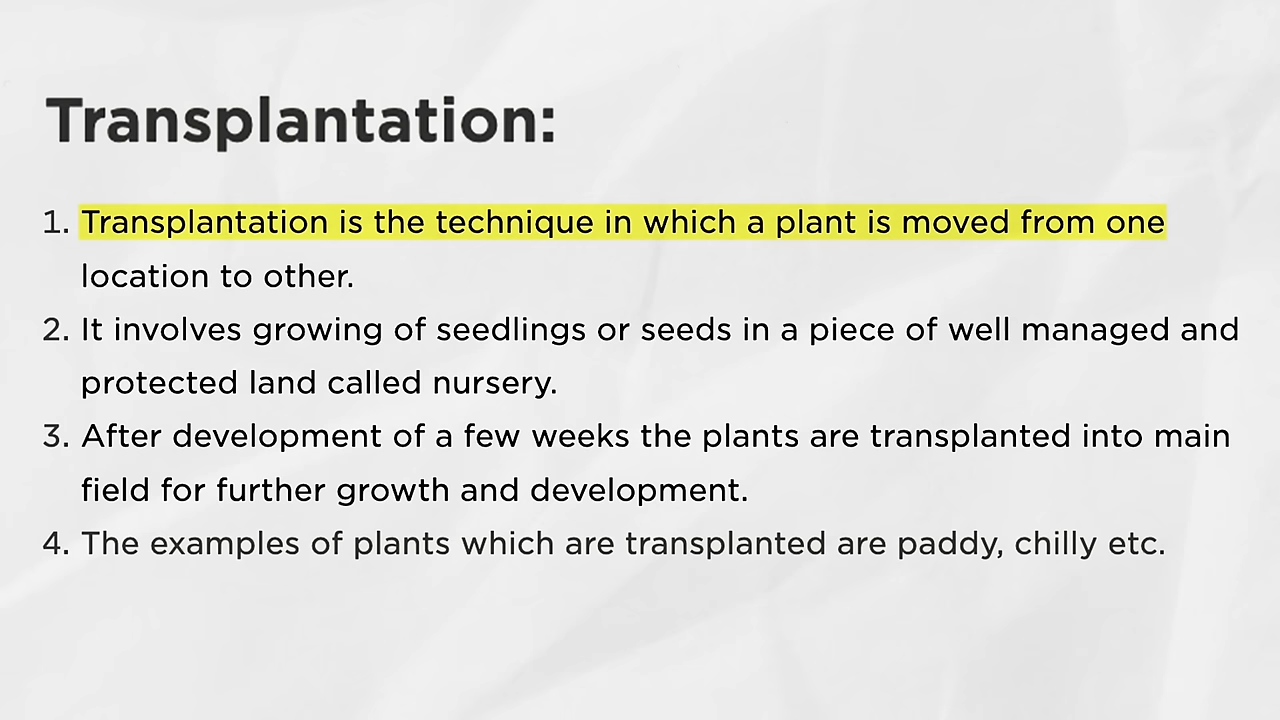 Transplantation:
1. Transplantation is the technique in which a plant is moved from one
location to other.
2. It involves growing of seedlings or seeds in a piece of well managed and
protected land called nursery.
3. After development of a few weeks the plants are transplanted into main
field for further growth and development.
4. The examples of plants which are transplanted are paddy, chilly etc.